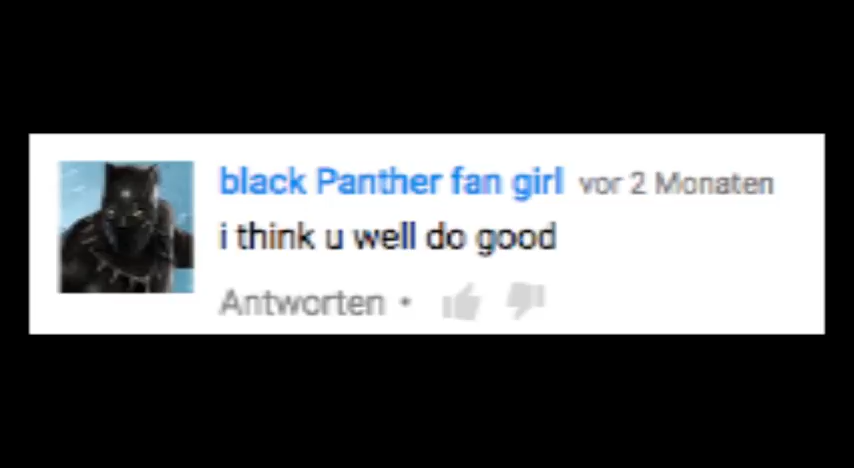 black Panther fan girl vor 2 Monaten
i think u well do good
Antworten •